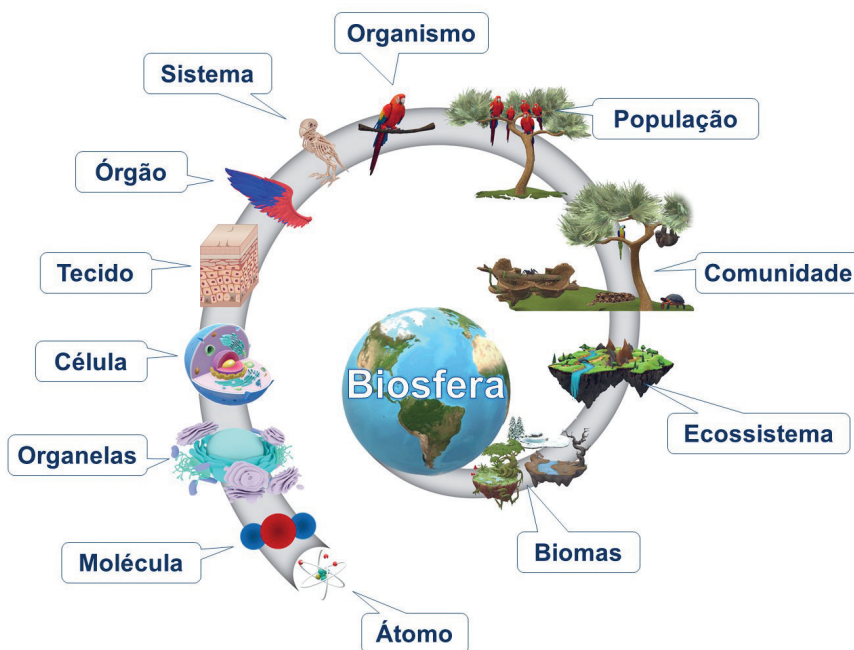 Organismo
Sistema
População
Órgão
Tecido
Comunidade
Célula
Biosfera
Organelas
Ecossistema
Molécula
Biomas
Átomo